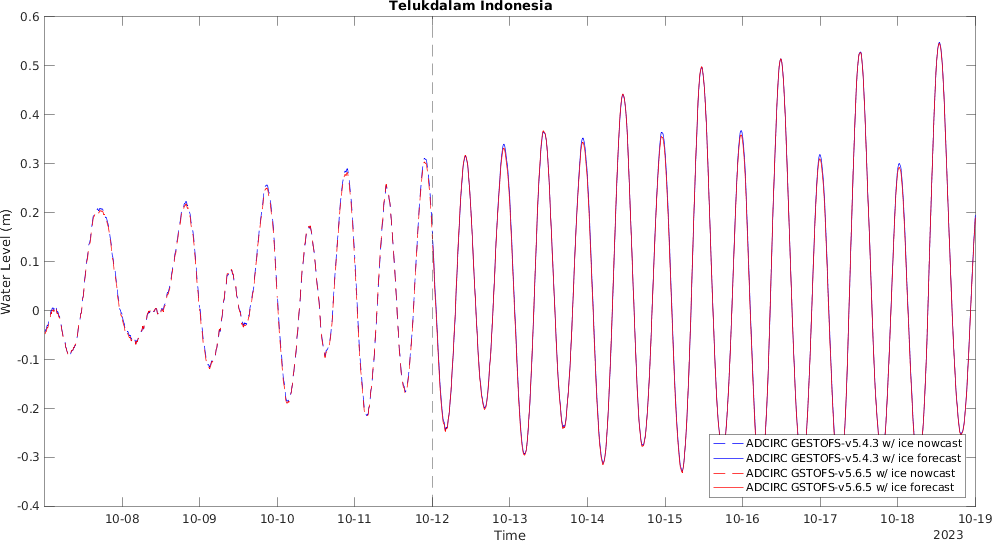 Telukdalam Indonesia
0.6
0.5
0.4
0.3
0.2
0.1
0
-0.1
-0.2
-0.3
-0.4
Water Level (m)
ADCIRC GESTOFS-v5.4.3 w/ ice nowcast
ADCIRC GESTOFS-v5.4.3 w/ ice forecast
ADCIRC GSTOFS-v5.6.5 w/ ice nowcast
ADCIRC GSTOFS-v5.6.5 w/ ice forecast
10-08 10-09 10-10 10-11 10-12 10-13 10-14 10-15 10-16 10-17 10-18 10-19
Time
2023